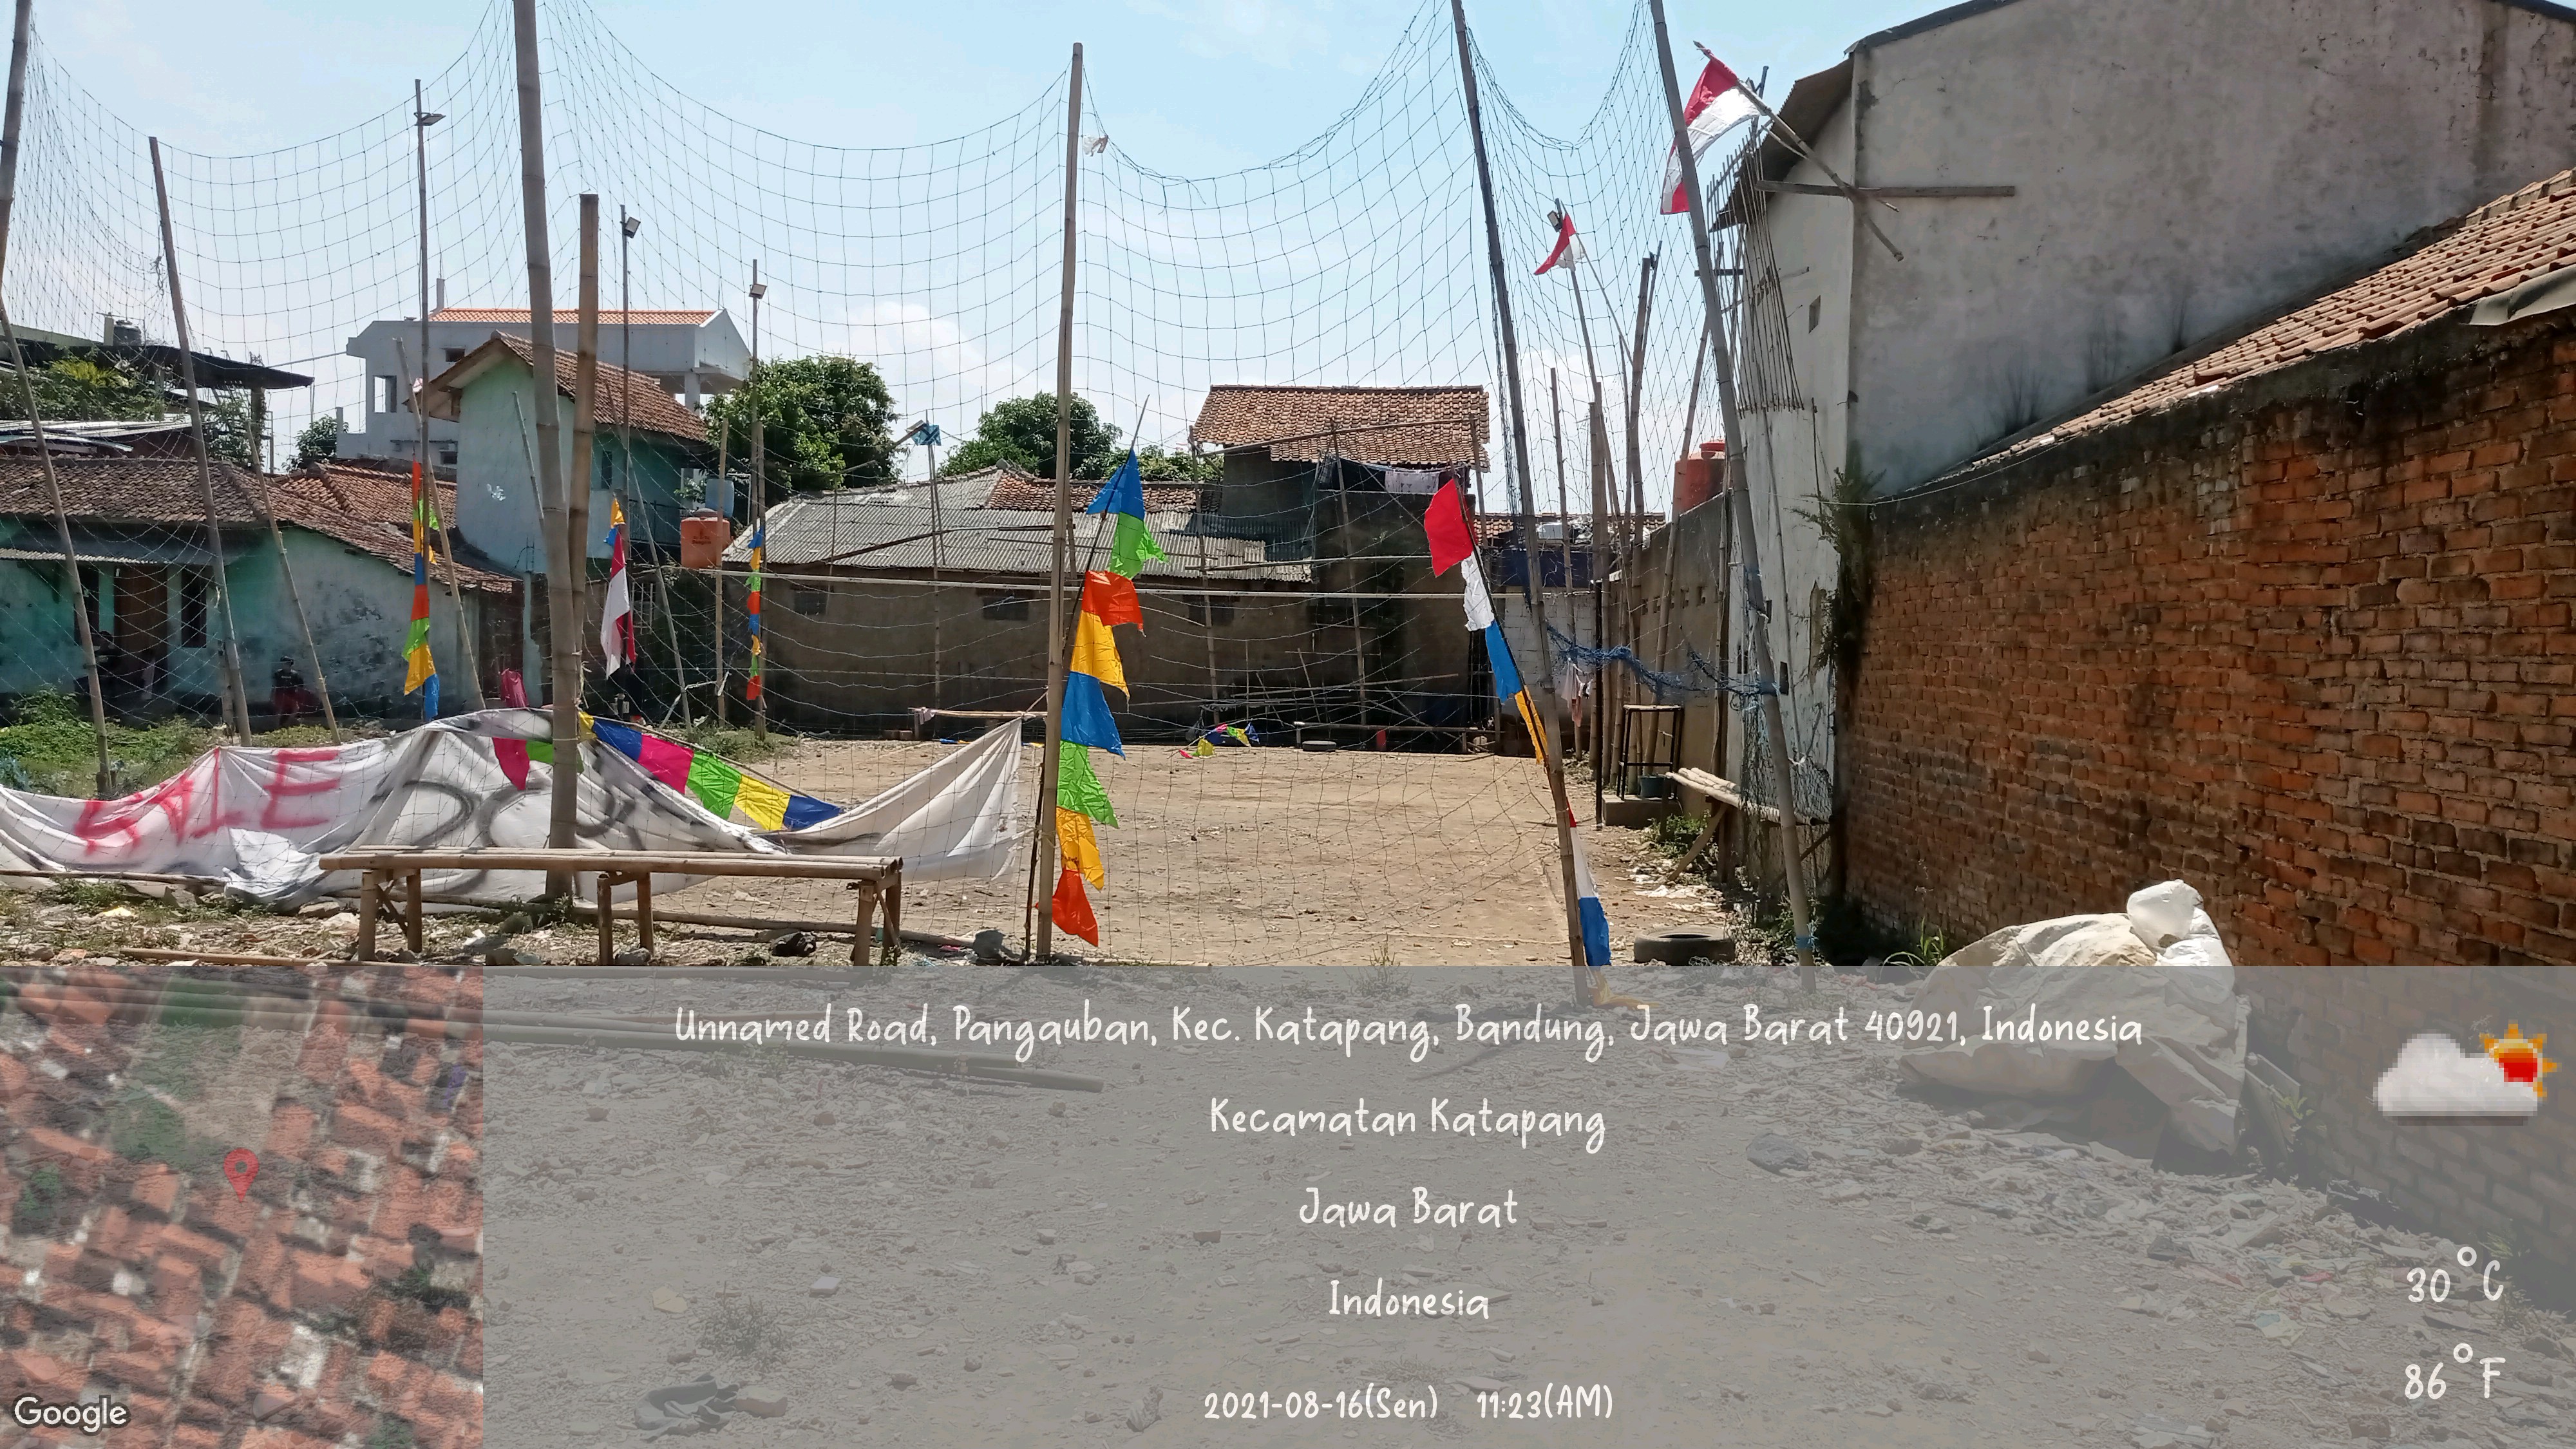 Unnamed Road, Pangauban, Kec. Katapang, Bandung, Jawa Barat 40921, Indonesia
Kecamatan Katapang
Jawa Barat
Indonesia
2021-08-16(Sen) 11:23(AM)
30°C
86°F
Google